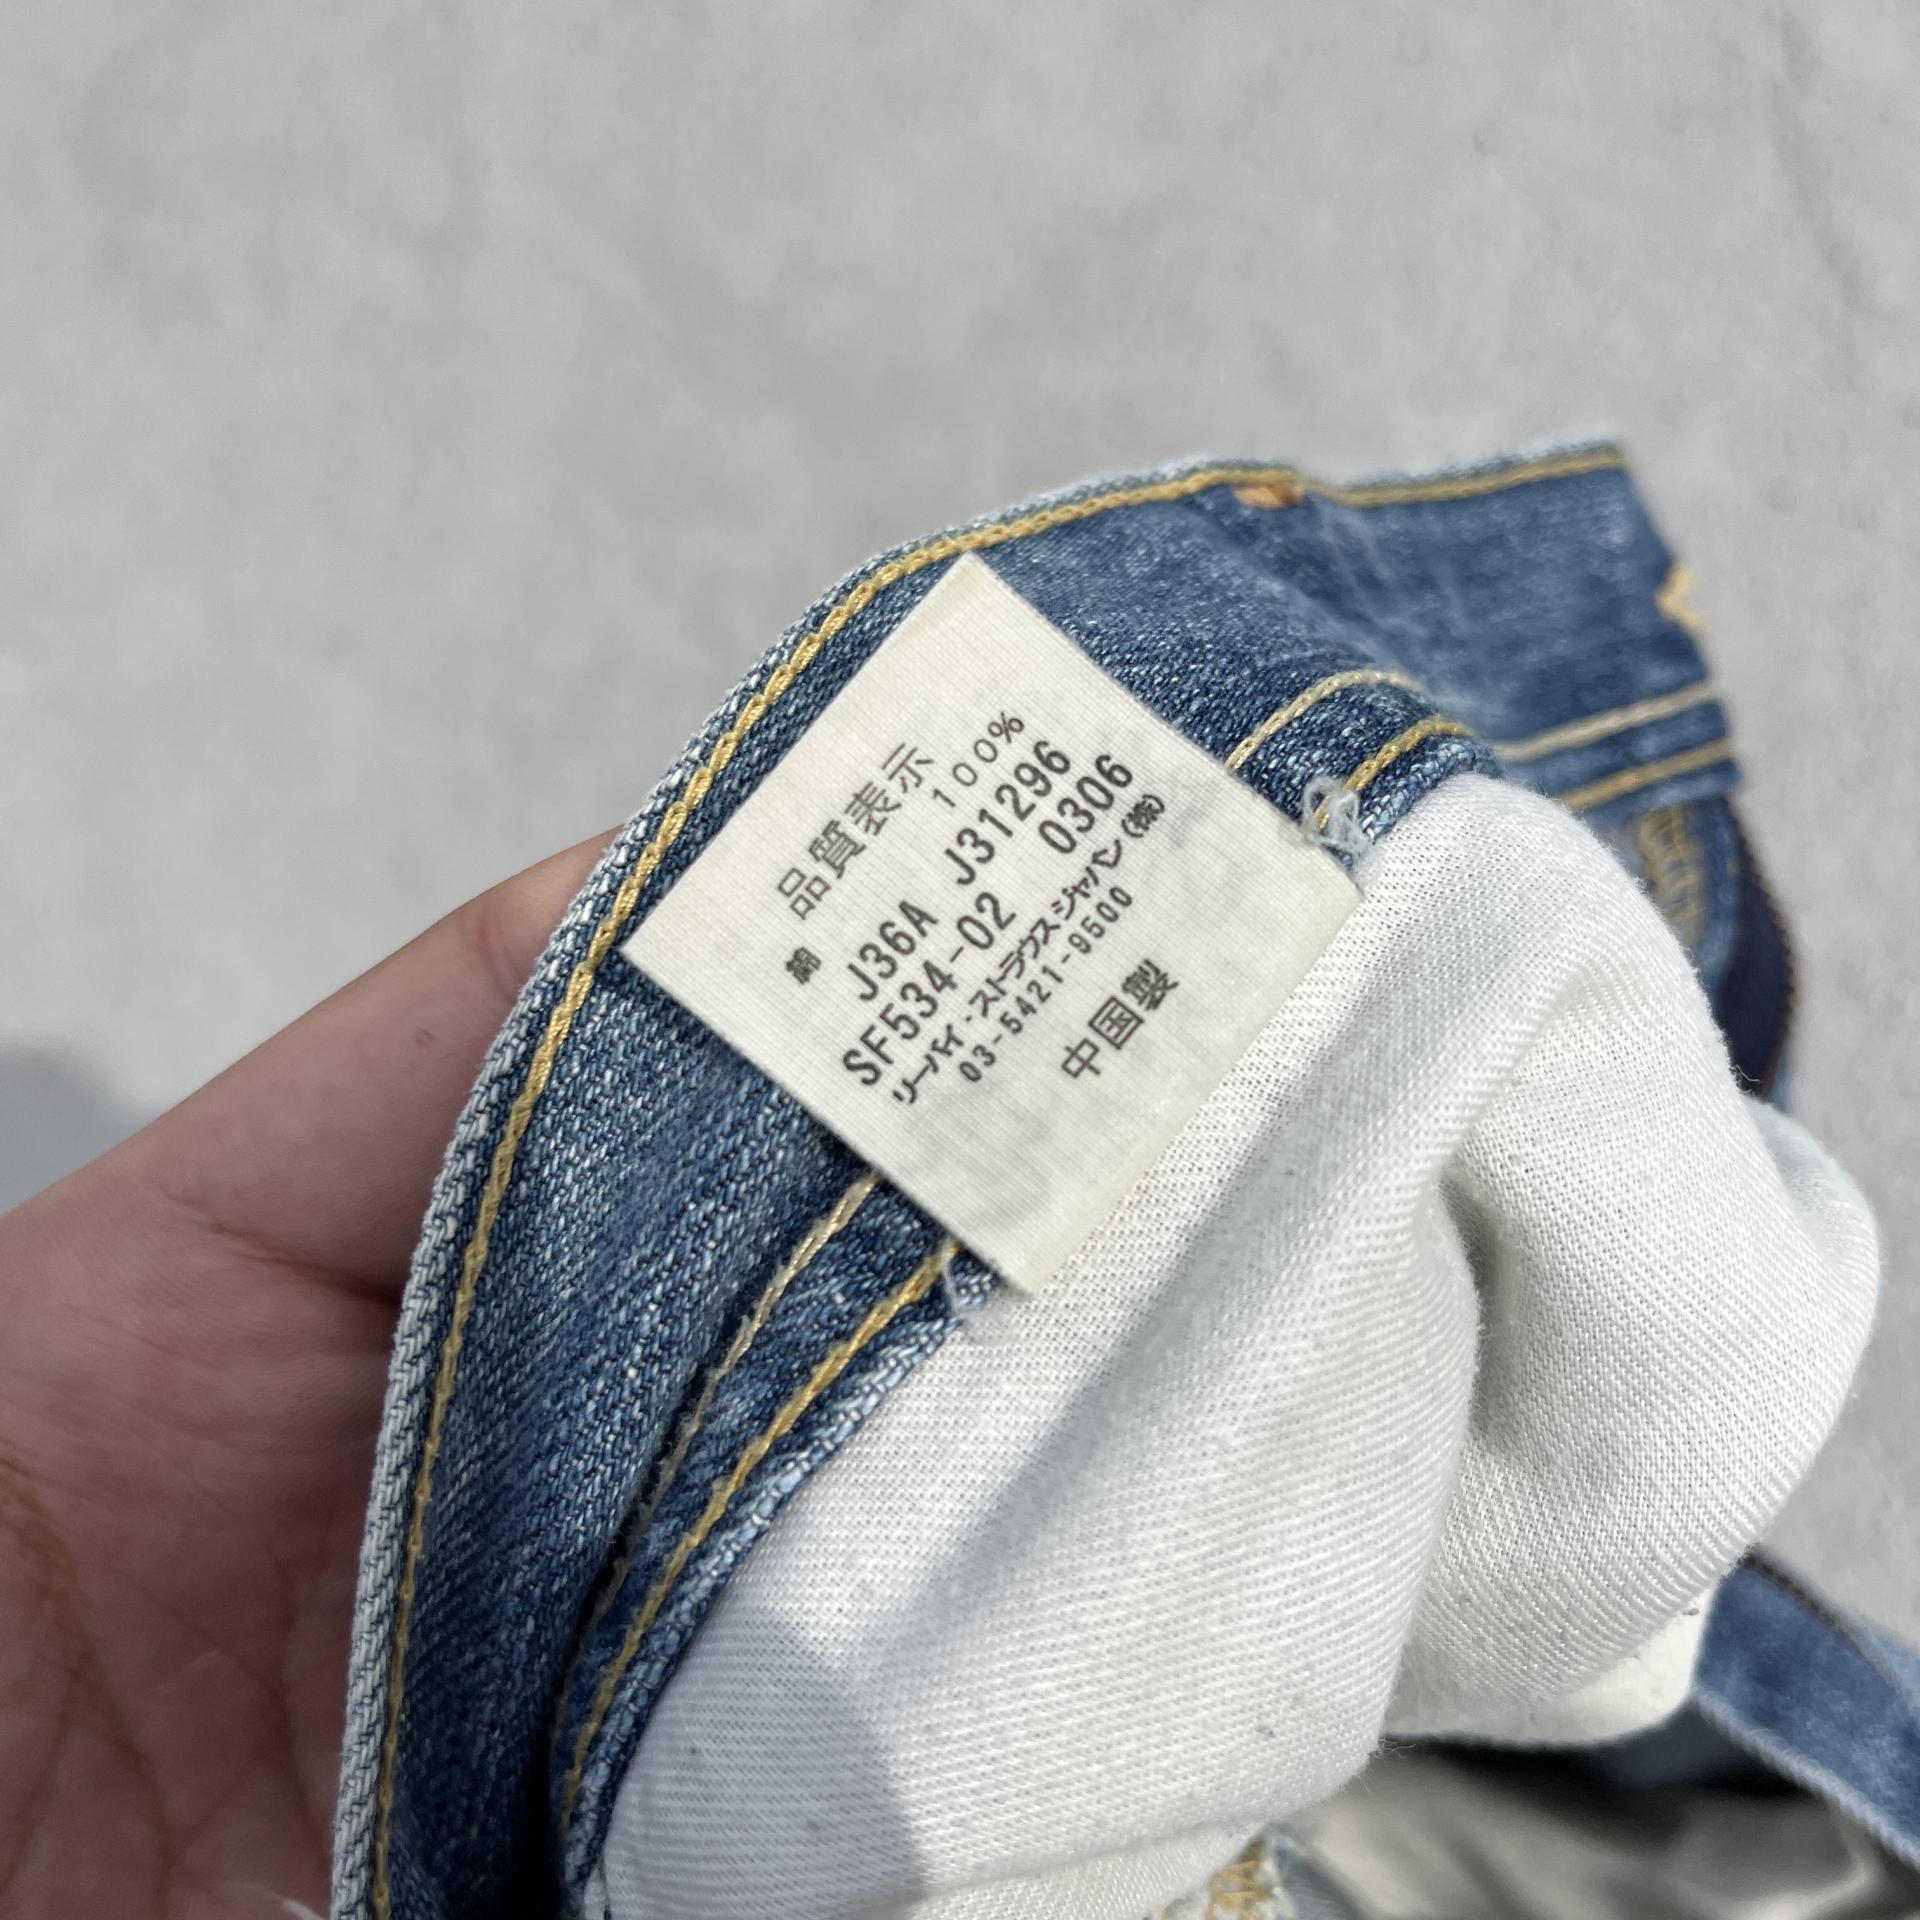 品質表示
綿 100%
J36A J31296
SF534-02 0306
リーバイ・ストラウスジャパン(株)
03-5421-9500
中国製